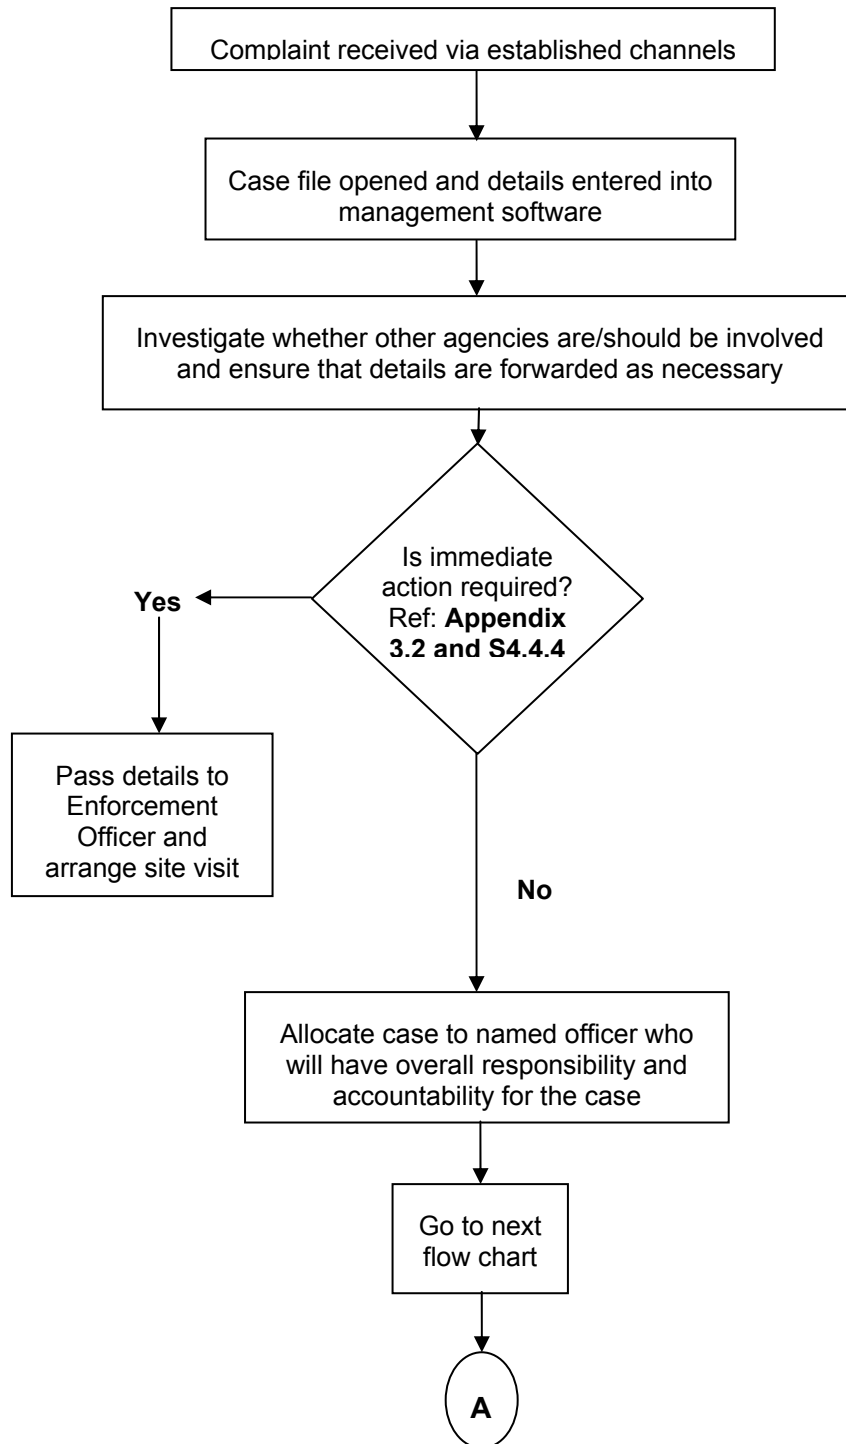 Complaint received via established channels
Case file opened and details entered into
management software
Investigate whether other agencies are/should be involved
and ensure that details are forwarded as necessary
Is immediate
action required?
Ref: Appendix
3.2 and S4.4.4
Yes
Pass details to
Enforcement
Officer and
arrange site visit
No
Allocate case to named officer who
will have overall responsibility and
accountability for the case
Go to next
flow chart
A